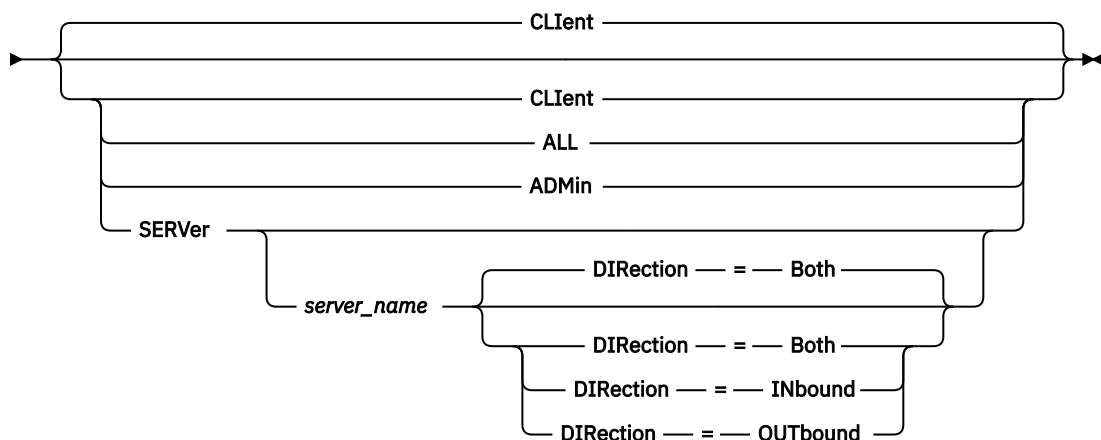 CLIent
CLIent
ALL
ADMin
SERVer
DIRection = Both
server_name
DIRection = Both
DIRection = INbound
DIRection = OUTbound